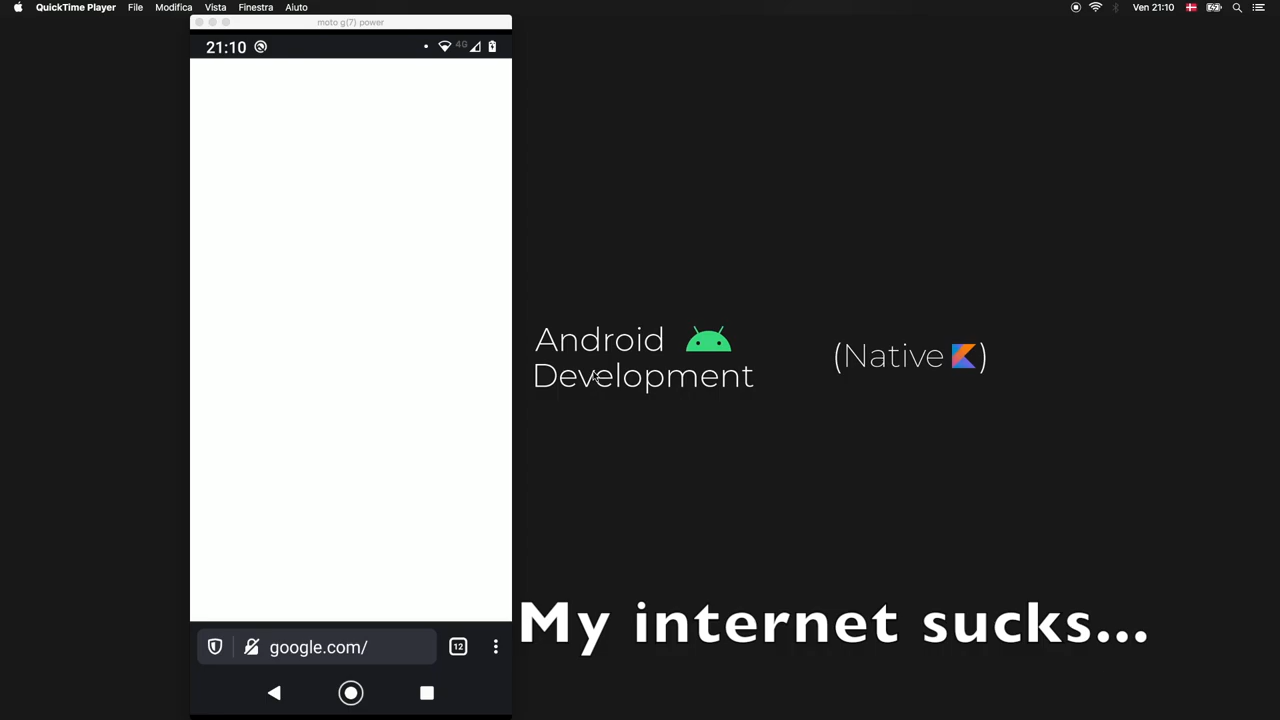 QuickTime Player File Modifica Vista Finestra Aiuto
Ven 21:10
moto g(7) power
21:10
4G
Android
Development
(Native )
My internet sucks...
google.com/
12